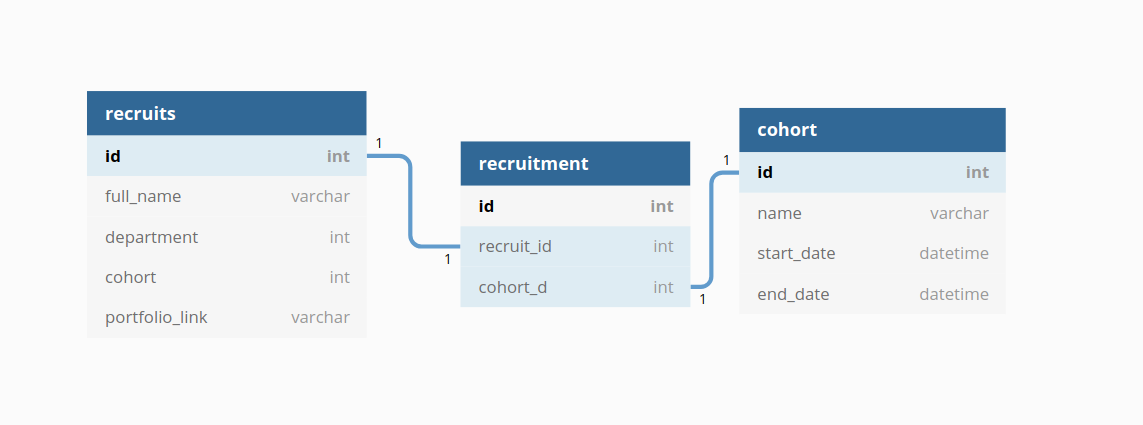 recruits
id int
full_name varchar
department int
cohort int
portfolio_link varchar
1
1
recruitment
id int
recruit_id int
cohort_d int
1
1
cohort
id int
name varchar
start_date datetime
end_date datetime